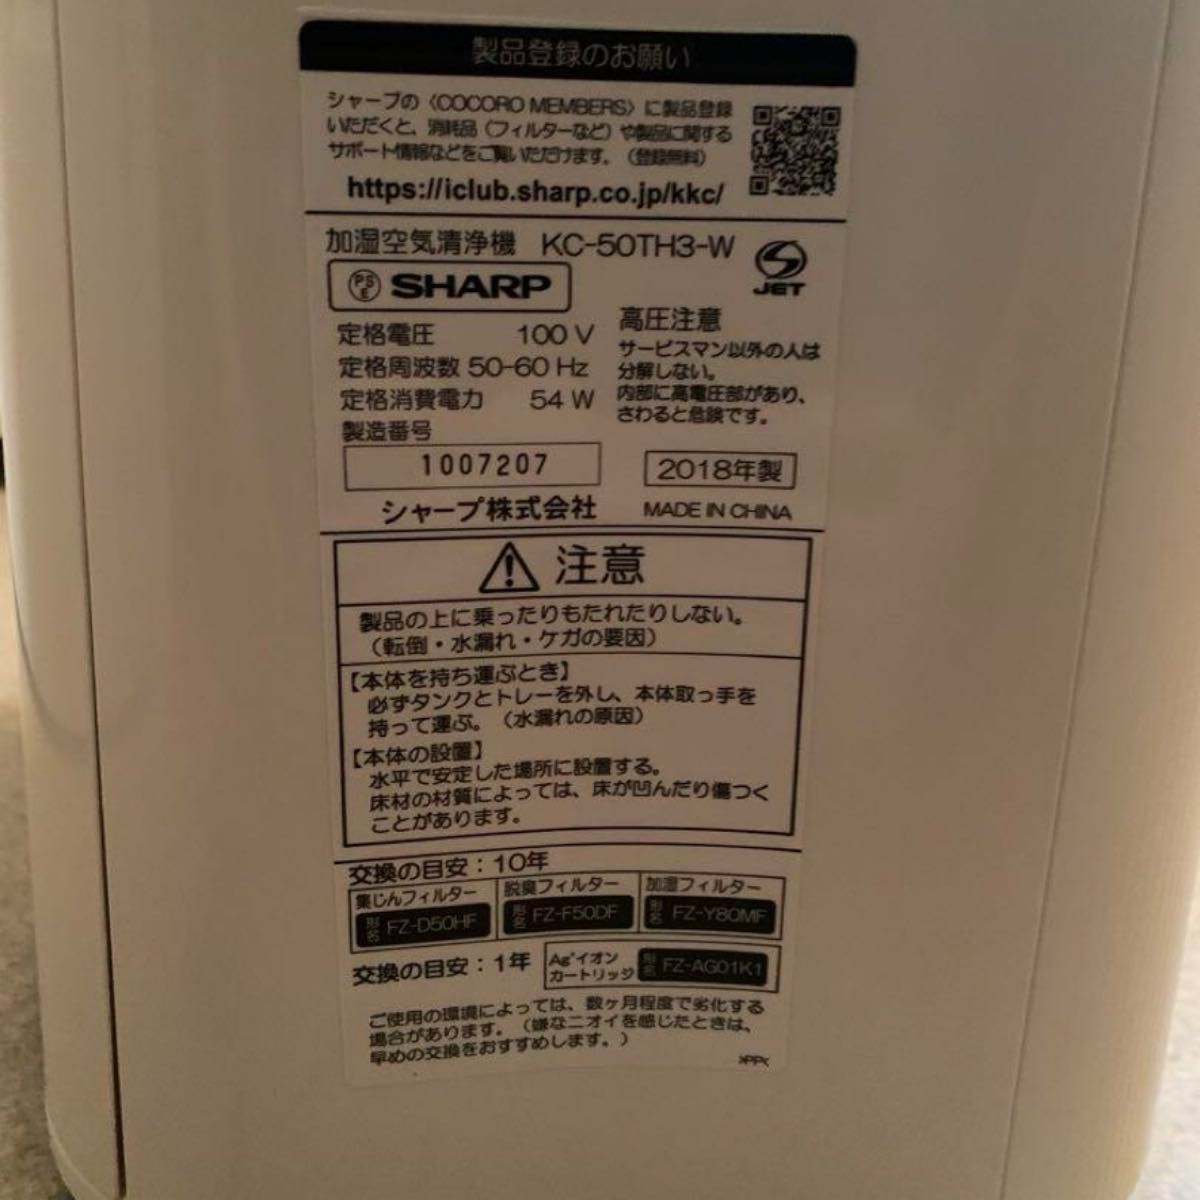 製品登録のお願い
シャープの〈COCORO MEMBERS〉に製品登録
いただくと、消耗品（フィルターなど）や製品に関する
サポート情報などをご覧いただけます。（登録無料）
https://iclub.sharp.co.jp/kkc/
加湿空気清浄機 KC-50TH3-W
JET
PSE SHARP
定格電圧 100 V
定格周波数 50-60 Hz
定格消費電力 54 W
製造番号
1007207
シャープ株式会社
高圧注意
サービスマン以外の人は
分解しない。
内部に高電圧部があり、
さわると危険です。
2018年製
MADE IN CHINA
注意
製品の上に乗ったりもたれたりしない。
（転倒・水漏れ・ケガの要因）
【本体を持ち運ぶとき】
必ずタンクとトレーを外し、本体取っ手を
持って運ぶ。（水漏れの原因）
【本体の設置】
水平で安定した場所に設置する。
床材の材質によっては、床が凹んだり傷つく
ことがあります。
交換の目安：10年
集じんフィルター
形名 FZ-D50HF
脱臭フィルター
形名 FZ-F50DF
加湿フィルター
形名 FZ-Y80MF
交換の目安：1年
Ag⁺イオン
カートリッジ
形名 FZ-AG01K1
ご使用の環境によっては、数ヶ月程度で劣化する
場合があります。（嫌なニオイを感じたときは、
早めの交換をおすすめします。）
>PP<